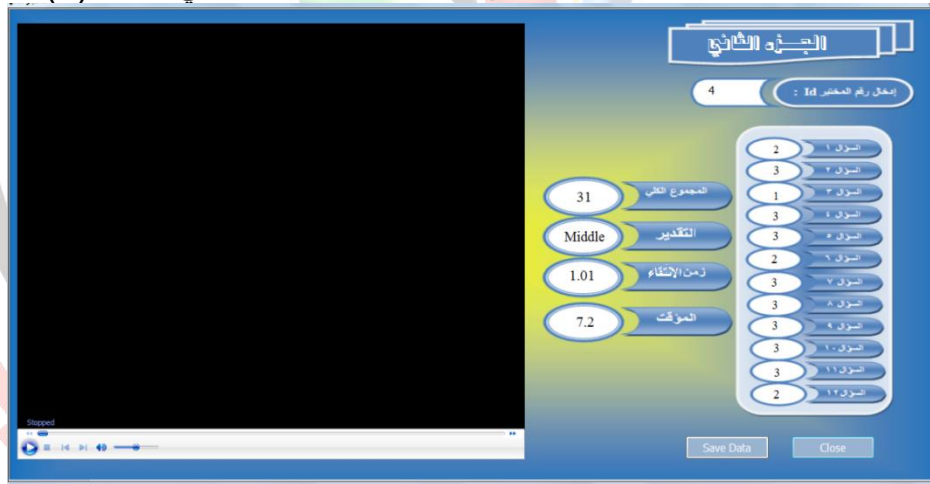 الجـــزء الثاني
إدخال رقم المختبر Id : 4
السؤال ١ 2
السؤال ٢ 3
السؤال ٣ 1
السؤال ٤ 3
السؤال ٥ 3
السؤال ٦ 2
السؤال ٧ 3
السؤال ٨ 3
السؤال ٩ 3
السؤال ١٠ 3
السؤال ١١ 3
السؤال ١٢ 2
المجموع الكلي 31
التقدير Middle
زمن الإنتقاء 1.01
المؤقت 7.2
Stopped
Save Data
Close